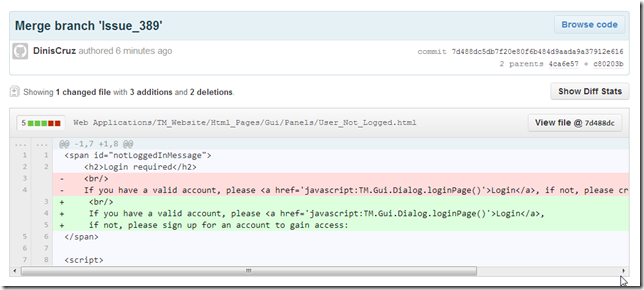 Merge branch 'Issue_389'
Browse code
DinisCruz authored 6 minutes ago
commit 7d488dc5db7f20e80f6b484d9aada9a37912e616
2 parents 4ca6e57 + c80203b
Showing 1 changed file with 3 additions and 2 deletions.
Show Diff Stats
5 Web Applications/TM_Website/Html_Pages/Gui/Panels/User_Not_Logged.html
View file @ 7d488dc
... ... @@ -1,7 +1,8 @@
1 1 <span id="notLoggedInMessage">
2 2 <h2>Login required</h2>
3 - <br/>
4 - If you have a valid account, please <a href='javascript:TM.Gui.Dialog.loginPage()'>Login</a>, if not, please cr
3 + <br/>
4 + If you have a valid account, please <a href='javascript:TM.Gui.Dialog.loginPage()'>Login</a>,
5 + if not, please sign up for an account to gain access:
5 6 </span>
6 7
7 8 <script>